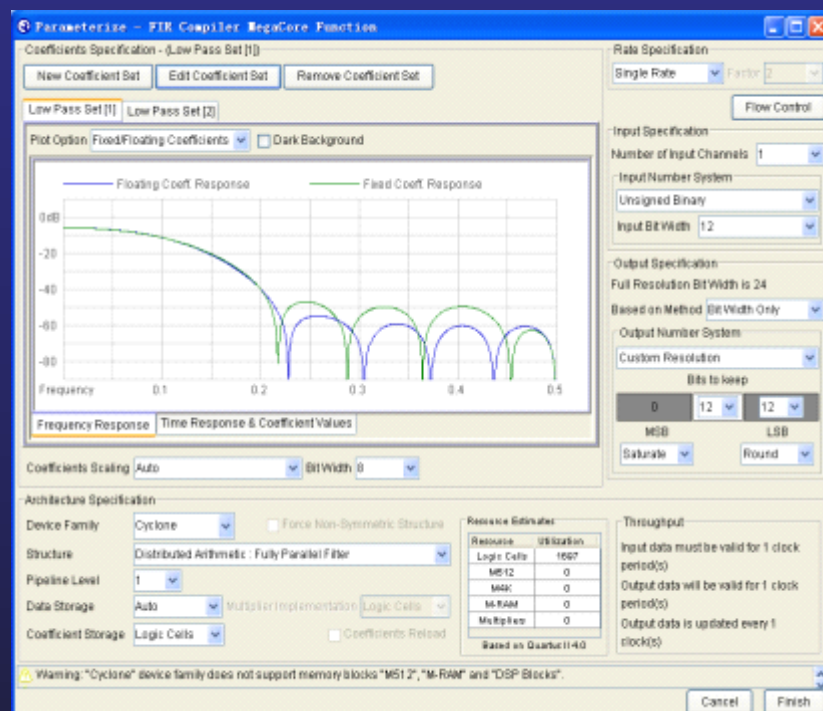 Parameterize - FIR Compiler MegaCore Function
Coefficients Specification - (Low Pass Set [1])
New Coefficient Set Edit Coefficient Set Remove Coefficient Set
Low Pass Set [1] Low Pass Set [2]
Plot Option Fixed/Floating Coefficients Dark Background
Floating Coeff. Response Fixed Coeff. Response
0dB
-20
-40
-60
-80
Frequency 0.1 0.2 0.3 0.4 0.5
Frequency Response Time Response & Coefficient Values
Coefficients Scaling Auto Bit Width 8
Rate Specification
Single Rate Factor 2
Flow Control
Input Specification
Number of Input Channels 1
Input Number System
Unsigned Binary
Input Bit Width 12
Output Specification
Full Resolution Bit Width is 24
Based on Method Bit Width Only
Output Number System
Custom Resolution
Bits to keep
0 12 12
MSB LSB
Saturate Round
Architecture Specification
Device Family Cyclone Force Non-Symmetric Structure
Structure Distributed Arithmetic : Fully Parallel Filter
Pipeline Level 1
Data Storage Auto Multiplier Implementation Logic Cells
Coefficient Storage Logic Cells Coefficients Reload
Resource Estimates
Resource Utilization
Logic Cells 1697
M512 0
M4K 0
M-RAM 0
Multipliers 0
Based on Quartus II 4.0
Throughput
Input data must be valid for 1 clock
period(s)
Output data will be valid for 1 clock
period(s)
Output data is updated every 1
clock(s)
Warning: "Cyclone" device family does not support memory blocks "M512", "M-RAM" and "DSP Blocks".
Cancel Finish